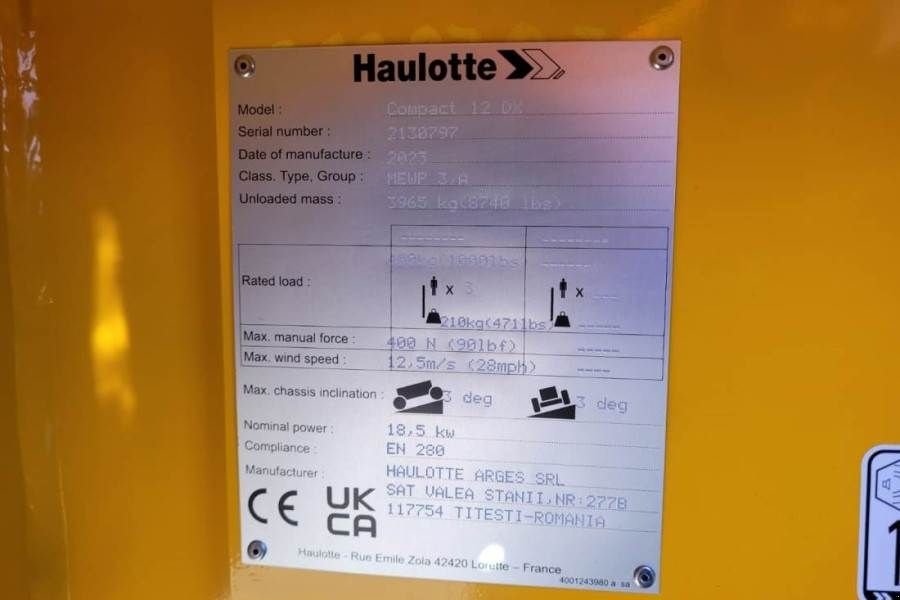 Haulotte
Model : Compact 12 DX
Serial number : 2130797
Date of manufacture : 2023
Class. Type, Group : MEWP 3/A
Unloaded mass : 3965 kg(8740 lbs)
-------- --------
Rated load :
(1000lbs) ------
x 3 x ---
210kg(471lbs) -----
Max. manual force : 400 N (90lbf) -----
Max. wind speed : 12,5m/s (28mph) ----
Max. chassis inclination : 3 deg 3 deg
Nominal power : 18,5 kw
Compliance : EN 280
Manufacturer : HAULOTTE ARGES SRL
SAT VALEA STANII,NR:277B
117754 TITESTI-ROMANIA
CE UK
CA
Haulotte - Rue Emile Zola 42420 Lorette – France
4001243980 a sa
1